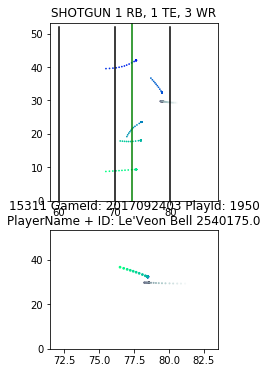 SHOTGUN 1 RB, 1 TE, 3 WR
50
40
30
20
10
0
60 70 80
15311 GameId: 2017092403 PlayId: 1950
PlayerName + ID: Le'Veon Bell 2540175.0
40
20
0
72.5 75.0 77.5 80.0 82.5